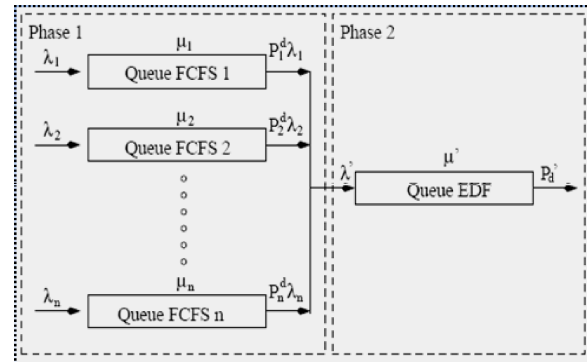 Phase 1
Phase 2
λ₁
μ₁
Queue FCFS 1
P₁ᵈλ₁
λ₂
μ₂
Queue FCFS 2
P₂ᵈλ₂
λ'
μ'
Queue EDF
P_d'
λₙ
μₙ
Queue FCFS n
Pₙᵈλₙ